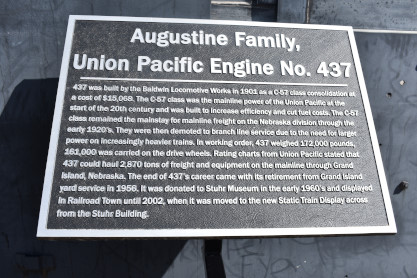 Augustine Family,
Union Pacific Engine No. 437
437 was built by the Baldwin Locomotive Works in 1901 as a C-57 class consolidation at
a cost of $15,069. The C-57 class was the mainline power of the Union Pacific at the
start of the 20th century and was built to increase efficiency and cut fuel costs. The C-57
class remained the mainstay for mainline freight on the Nebraska division through the
early 1920's. They were then demoted to branch line service due to the need for larger
power on increasingly heavier trains. In working order, 437 weighed 172,000 pounds,
161,000 was carried on the drive wheels. Rating charts from Union Pacific stated that
437 could haul 2,870 tons of freight and equipment on the mainline through Grand
Island, Nebraska. The end of 437's career came with its retirement from Grand Island
yard service in 1956. It was donated to Stuhr Museum in the early 1960's and displayed
in Railroad Town until 2002, when it was moved to the new Static Train Display across
from the Stuhr Building.